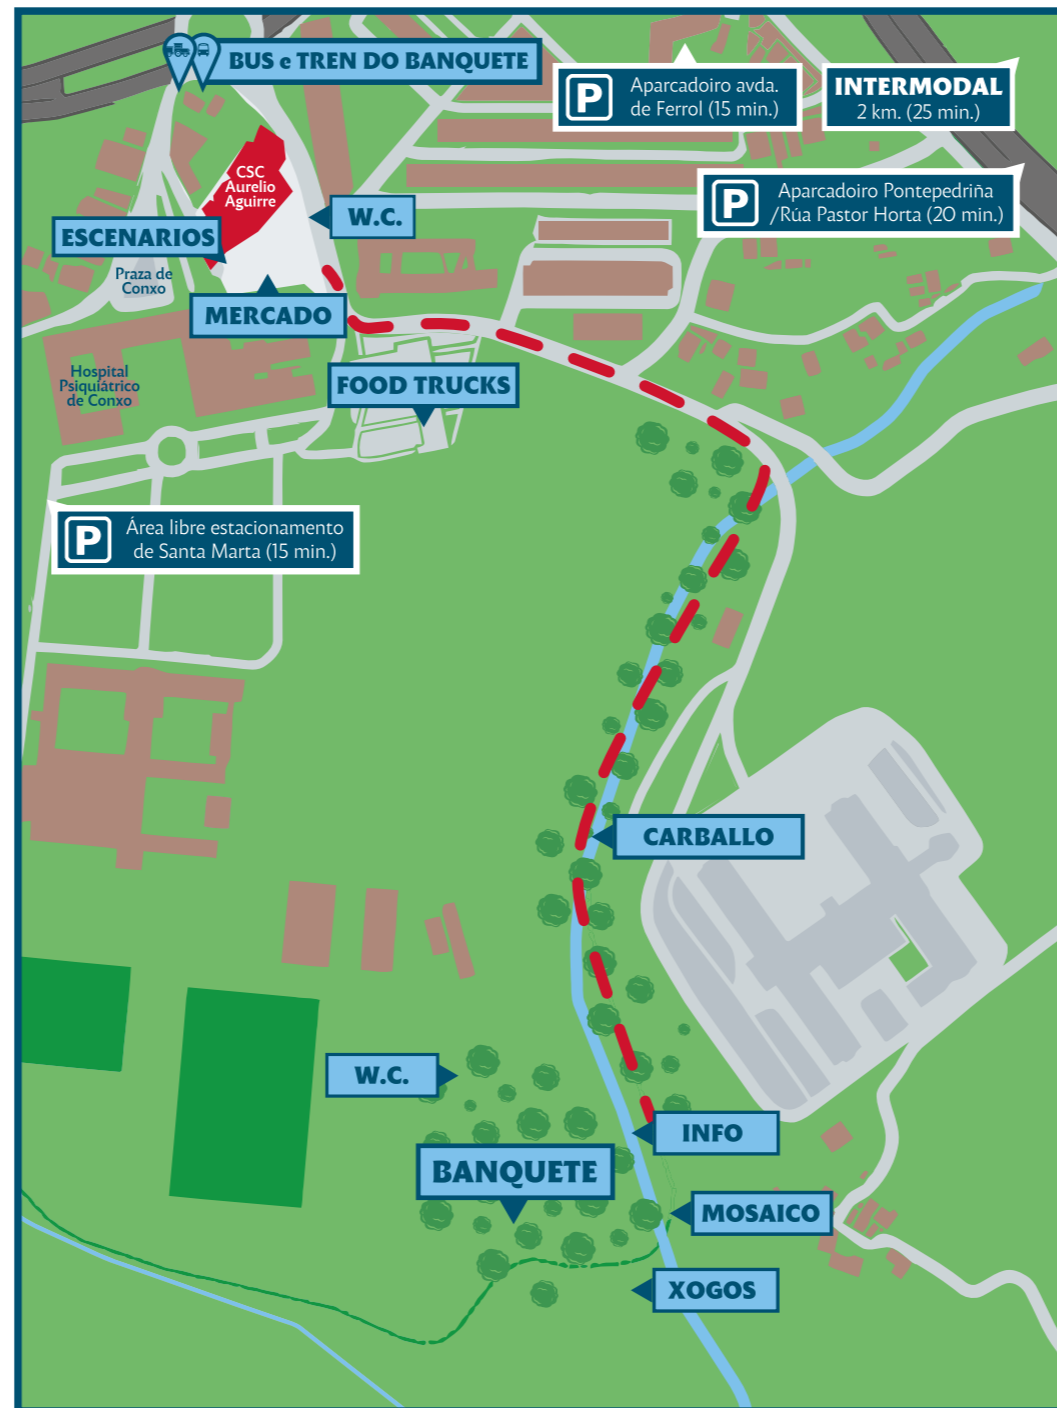 BUS e TREN DO BANQUETE
P
Aparcadoiro avda.
de Ferrol (15 min.)
INTERMODAL
2 km. (25 min.)
CSC
Aurelio
Aguirre
W.C.
P
Aparcadoiro Pontepedriña
/Rúa Pastor Horta (20 min.)
ESCENARIOS
Praza de
Conxo
MERCADO
Hospital
Psiquiátrico
de Conxo
FOOD TRUCKS
P
Área libre estacionamento
de Santa Marta (15 min.)
CARBALLO
W.C.
INFO
BANQUETE
MOSAICO
XOGOS